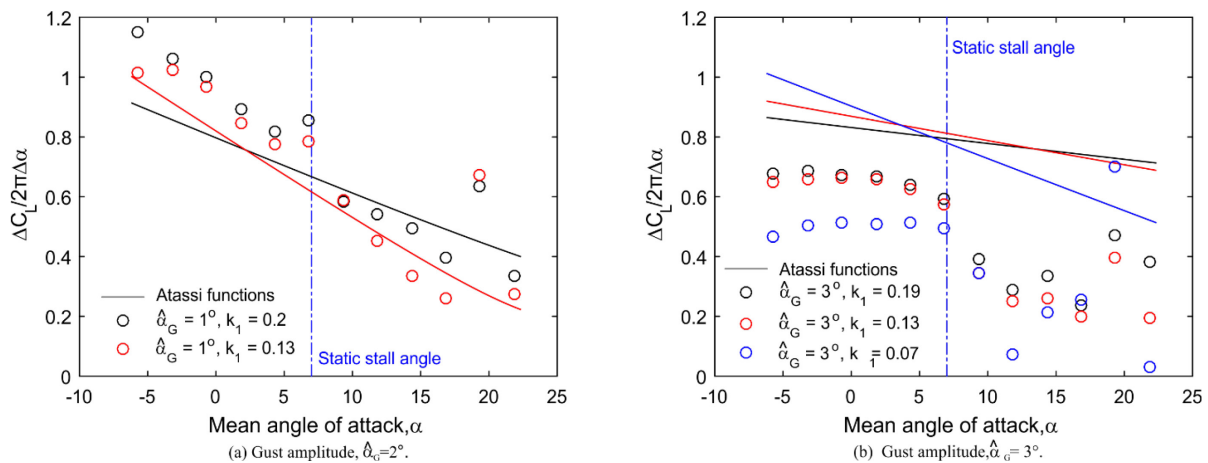 1.2
1
0.8
0.6
0.4
0.2
0
ΔC_L/2πΔα
Static stall angle
Atassi functions
α̂_G = 1°, k_1 = 0.2
α̂_G = 1°, k_1 = 0.13
-10 -5 0 5 10 15 20 25
Mean angle of attack,α
(a) Gust amplitude, α̂_G=2°.
1.2
1
0.8
0.6
0.4
0.2
0
ΔC_L/2πΔα
Static stall angle
Atassi functions
α̂_G = 3°, k_1 = 0.19
α̂_G = 3°, k_1 = 0.13
α̂_G = 3°, k_1 = 0.07
-10 -5 0 5 10 15 20 25
Mean angle of attack,α
(b) Gust amplitude,α̂_G= 3°.